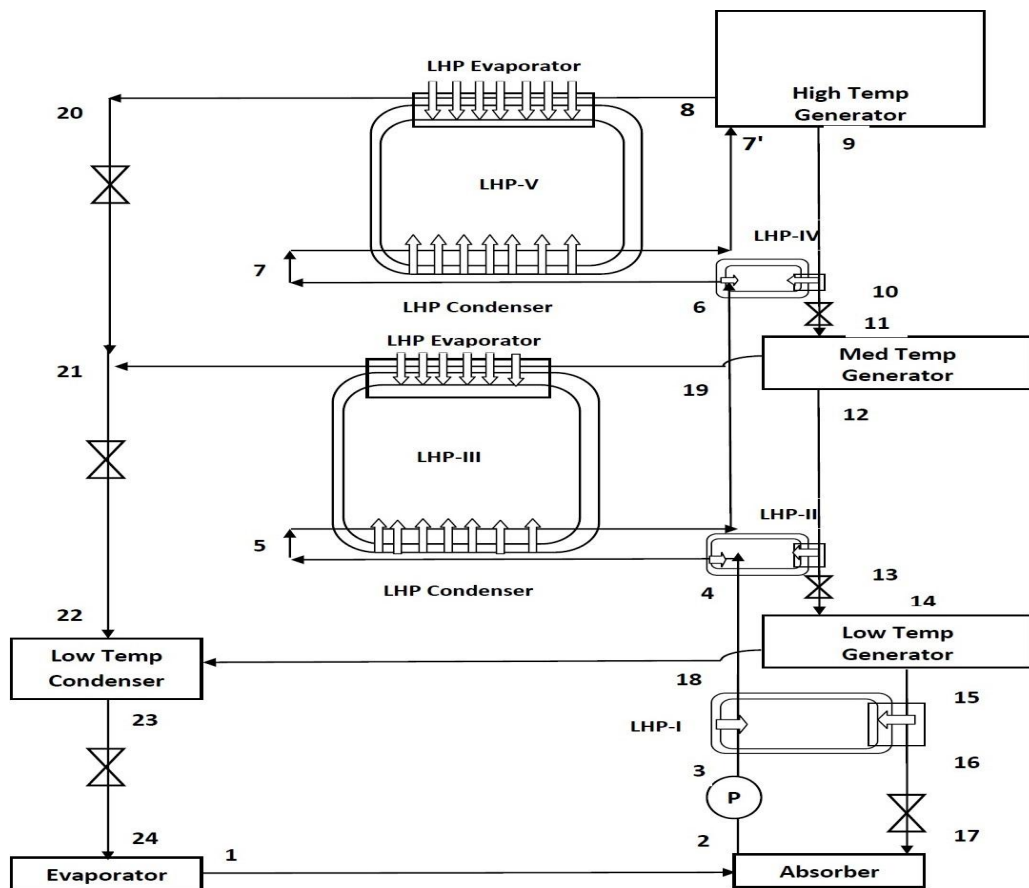 LHP Evaporator
20
8
High Temp
Generator
7'
9
LHP-V
LHP-IV
7
10
LHP Condenser
6
11
LHP Evaporator
21
19
Med Temp
Generator
12
LHP-III
LHP-II
5
13
LHP Condenser
4
14
22
Low Temp
Condenser
Low Temp
Generator
18
15
23
LHP-I
16
3
P
24
1
2
17
Evaporator
Absorber